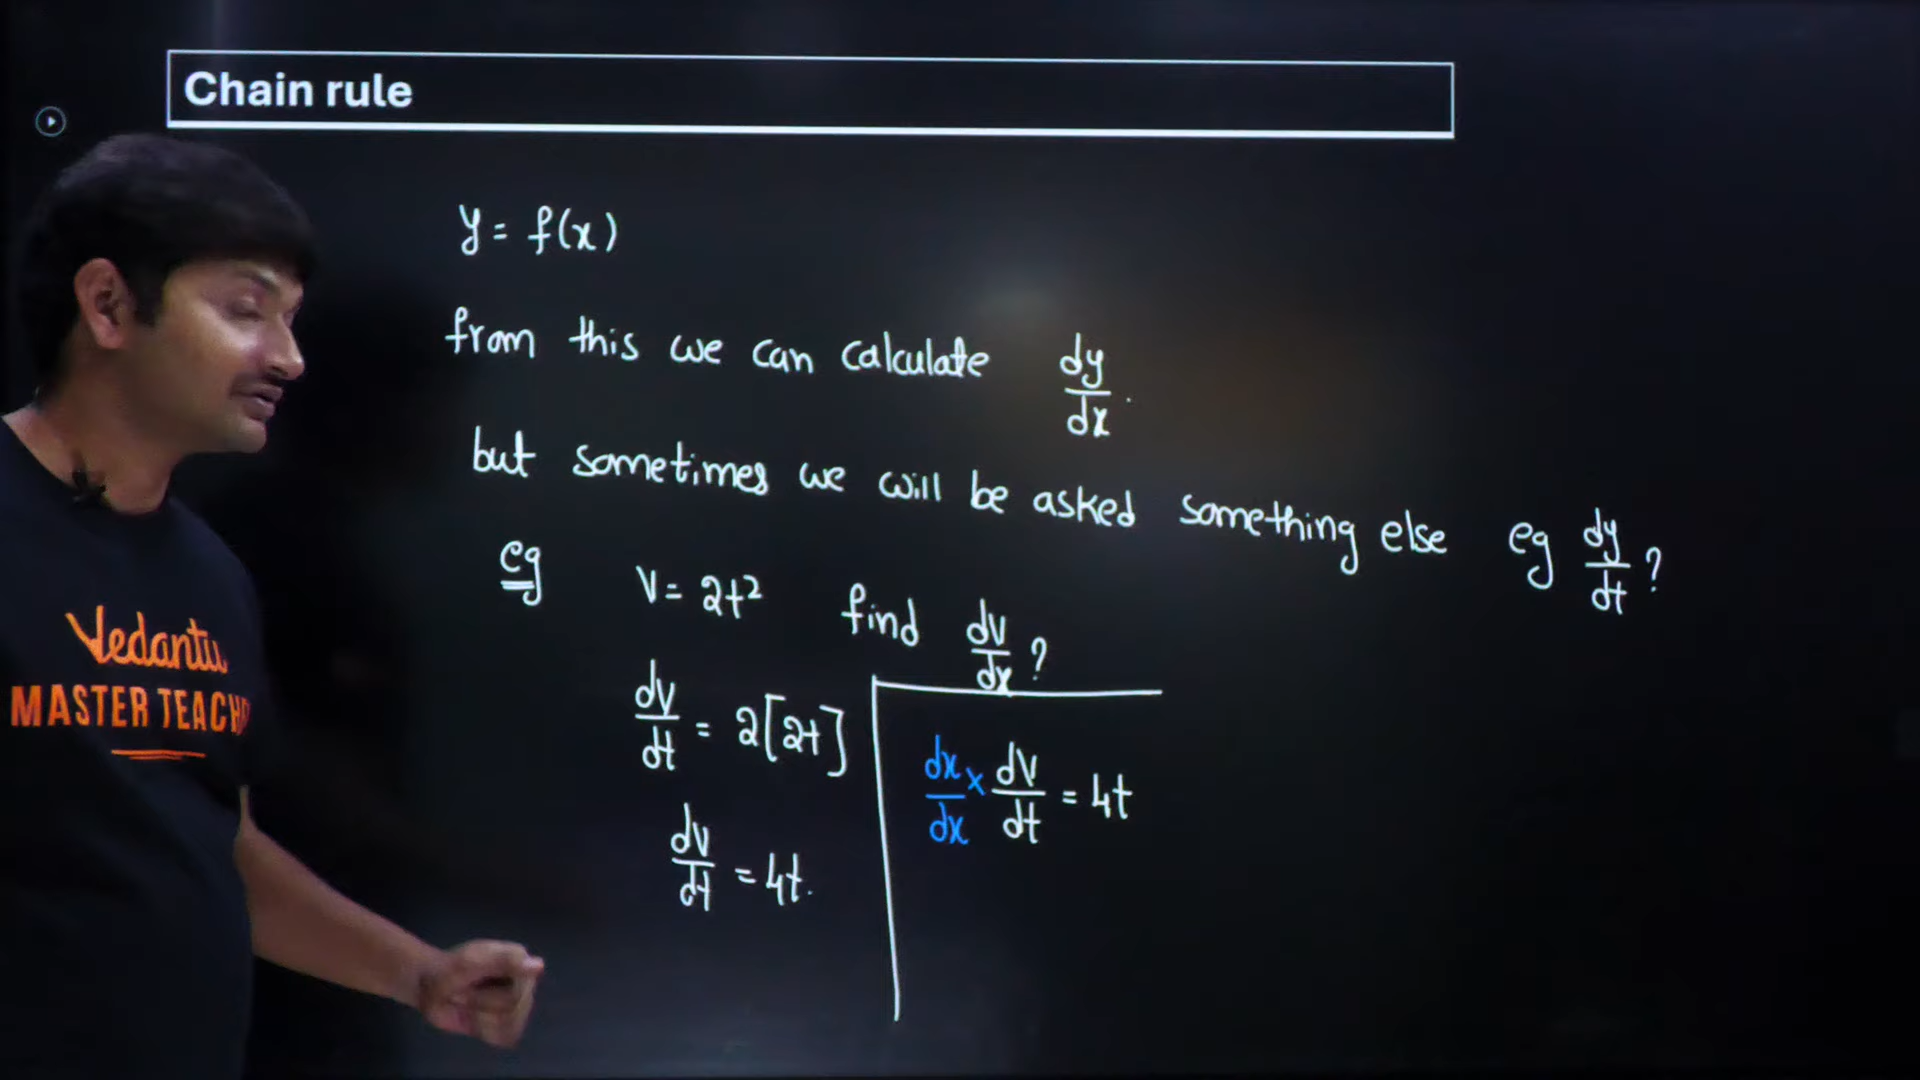 Chain rule
y = f(x)
from this we can calculate dy/dx.
but sometimes we will be asked something else eg dy/dt ?
eg V = 2t² find dv/dx ?
dv/dt = 2[2t]
dv/dt = 4t.
dx/dx × dv/dt = 4t
Vedantu
MASTER TEACH